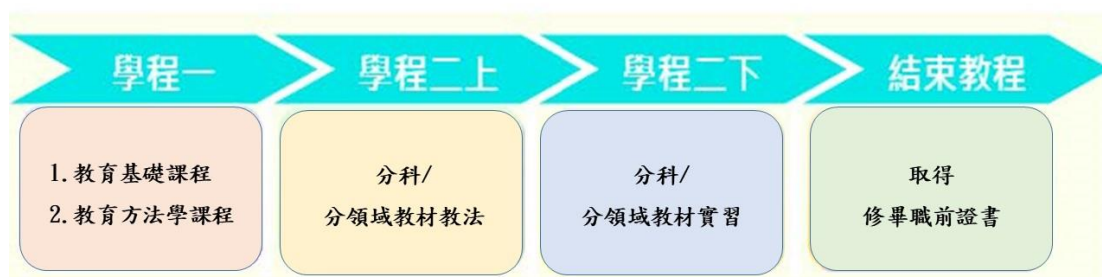 學程一
學程二上
學程二下
結束教程
1.教育基礎課程
2.教育方法學課程
分科/
分領域教材教法
分科/
分領域教材實習
取得
修畢職前證書